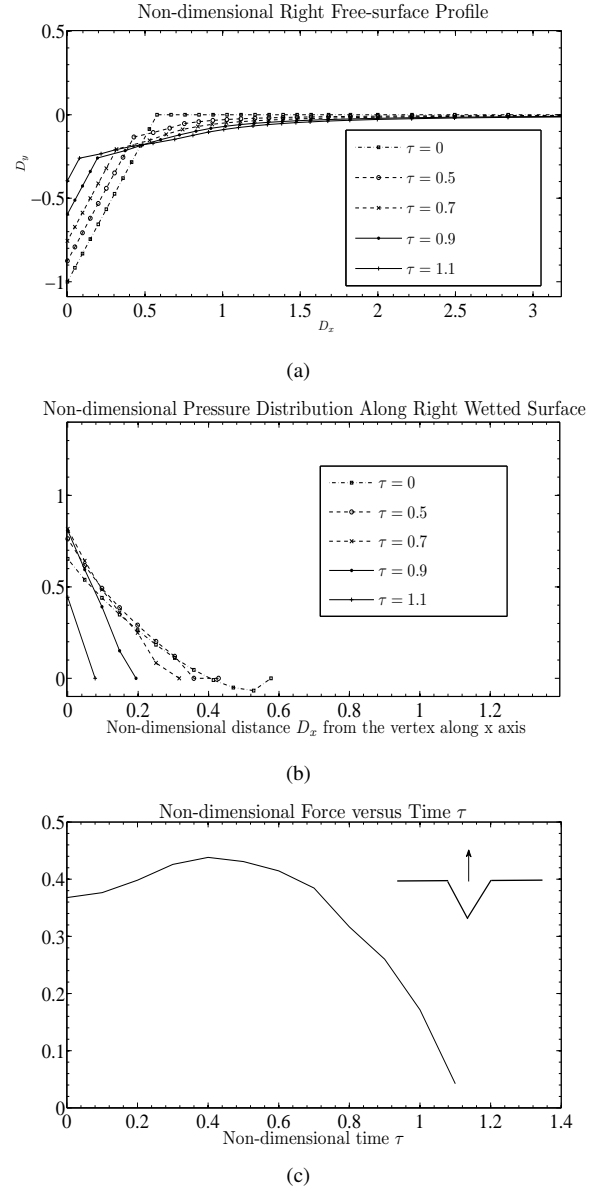 Non-dimensional Right Free-surface Profile
0.5
0
−0.5
−1
D_y
τ = 0
τ = 0.5
τ = 0.7
τ = 0.9
τ = 1.1
0 0.5 1 1.5 2 2.5 3
D_x
(a)
Non-dimensional Pressure Distribution Along Right Wetted Surface
1
0.5
0
τ = 0
τ = 0.5
τ = 0.7
τ = 0.9
τ = 1.1
0 0.2 0.4 0.6 0.8 1 1.2
Non-dimensional distance D_x from the vertex along x axis
(b)
Non-dimensional Force versus Time τ
0.5
0.4
0.3
0.2
0.1
0
0 0.2 0.4 0.6 0.8 1 1.2 1.4
Non-dimensional time τ
(c)